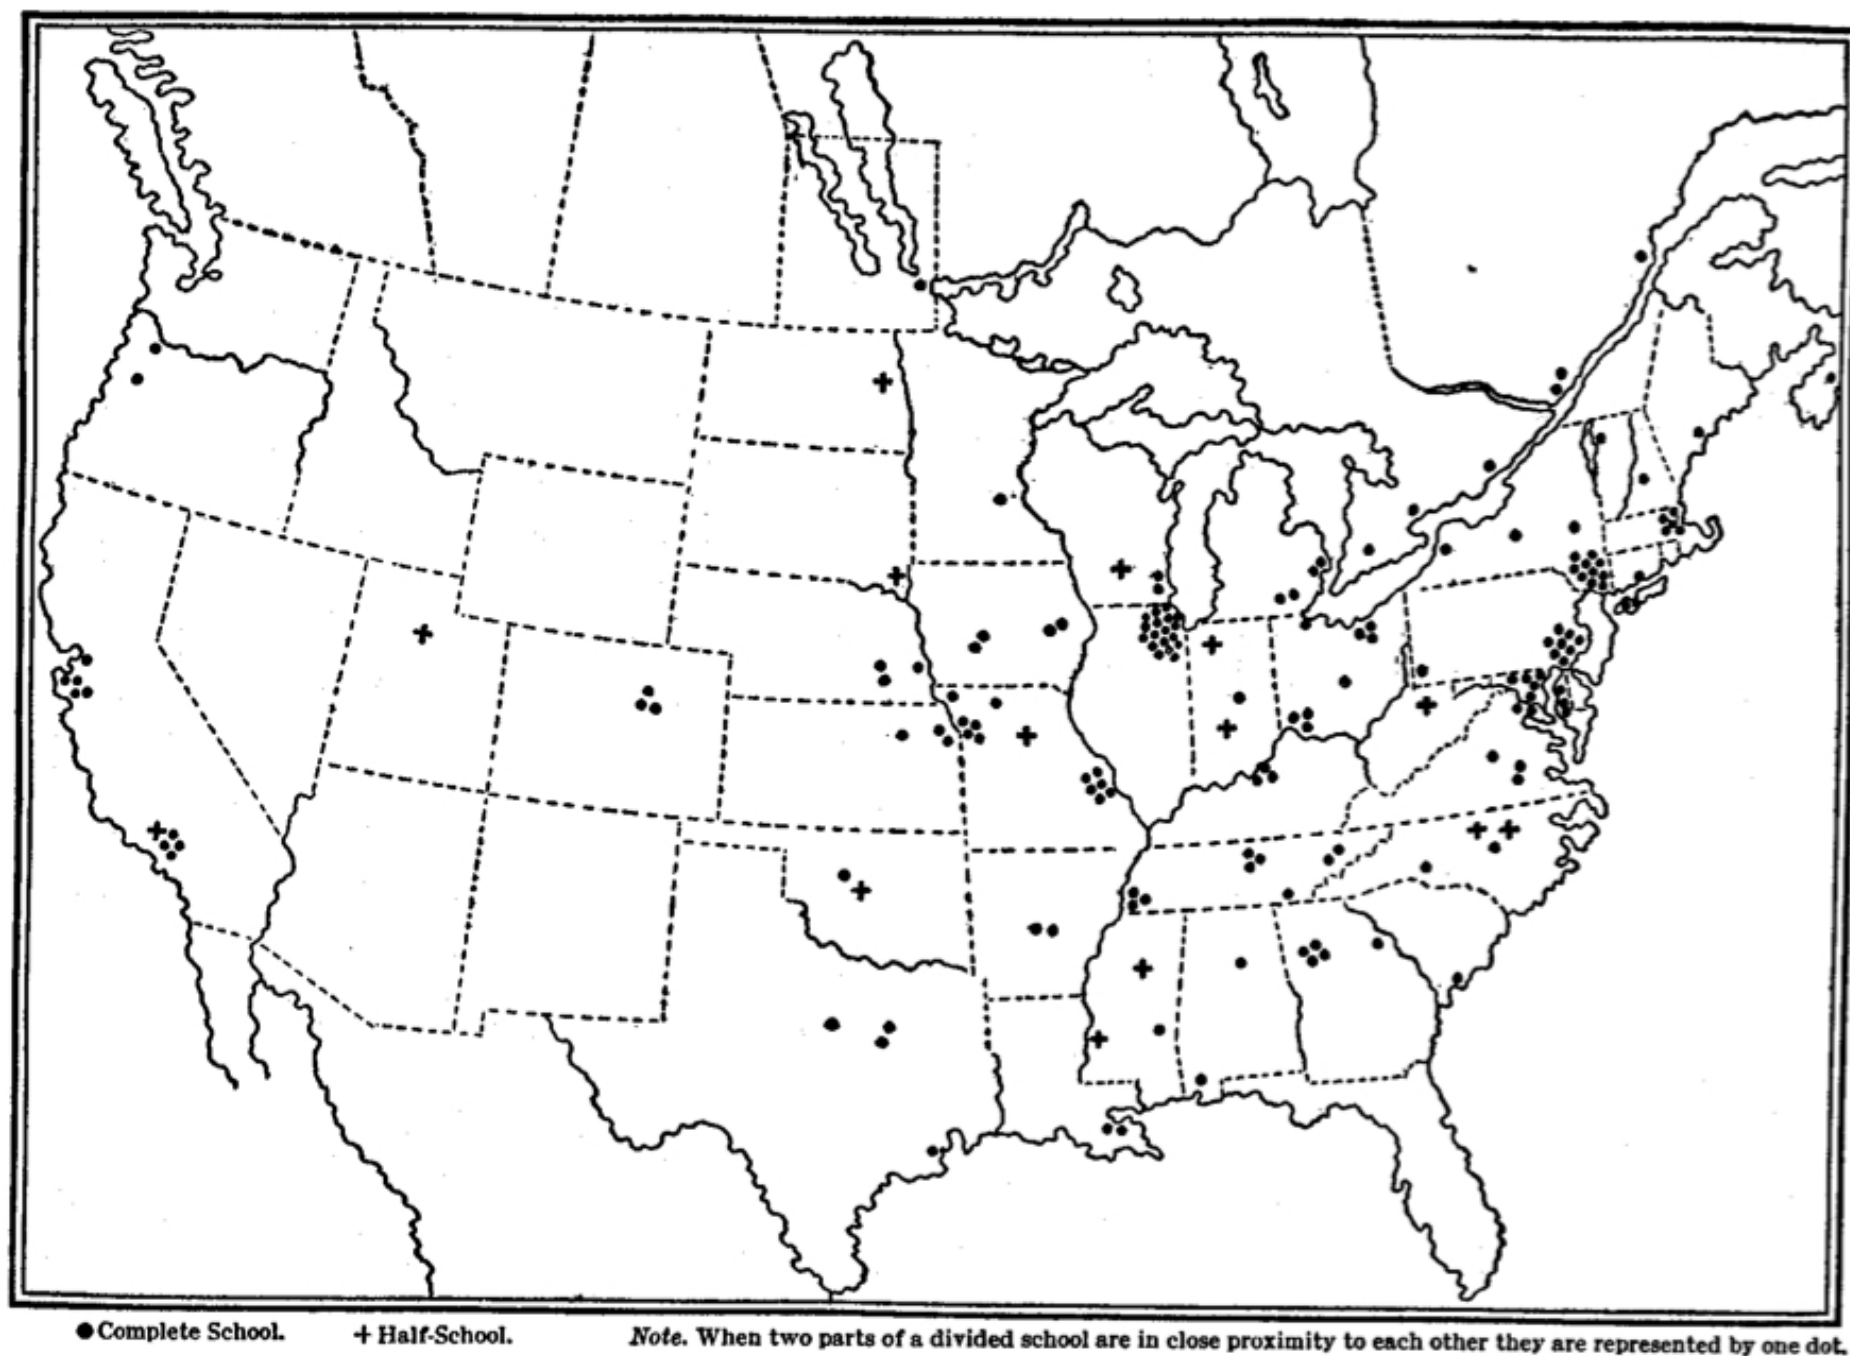 ●Complete School. +Half-School. Note. When two parts of a divided school are in close proximity to each other they are represented by one dot.